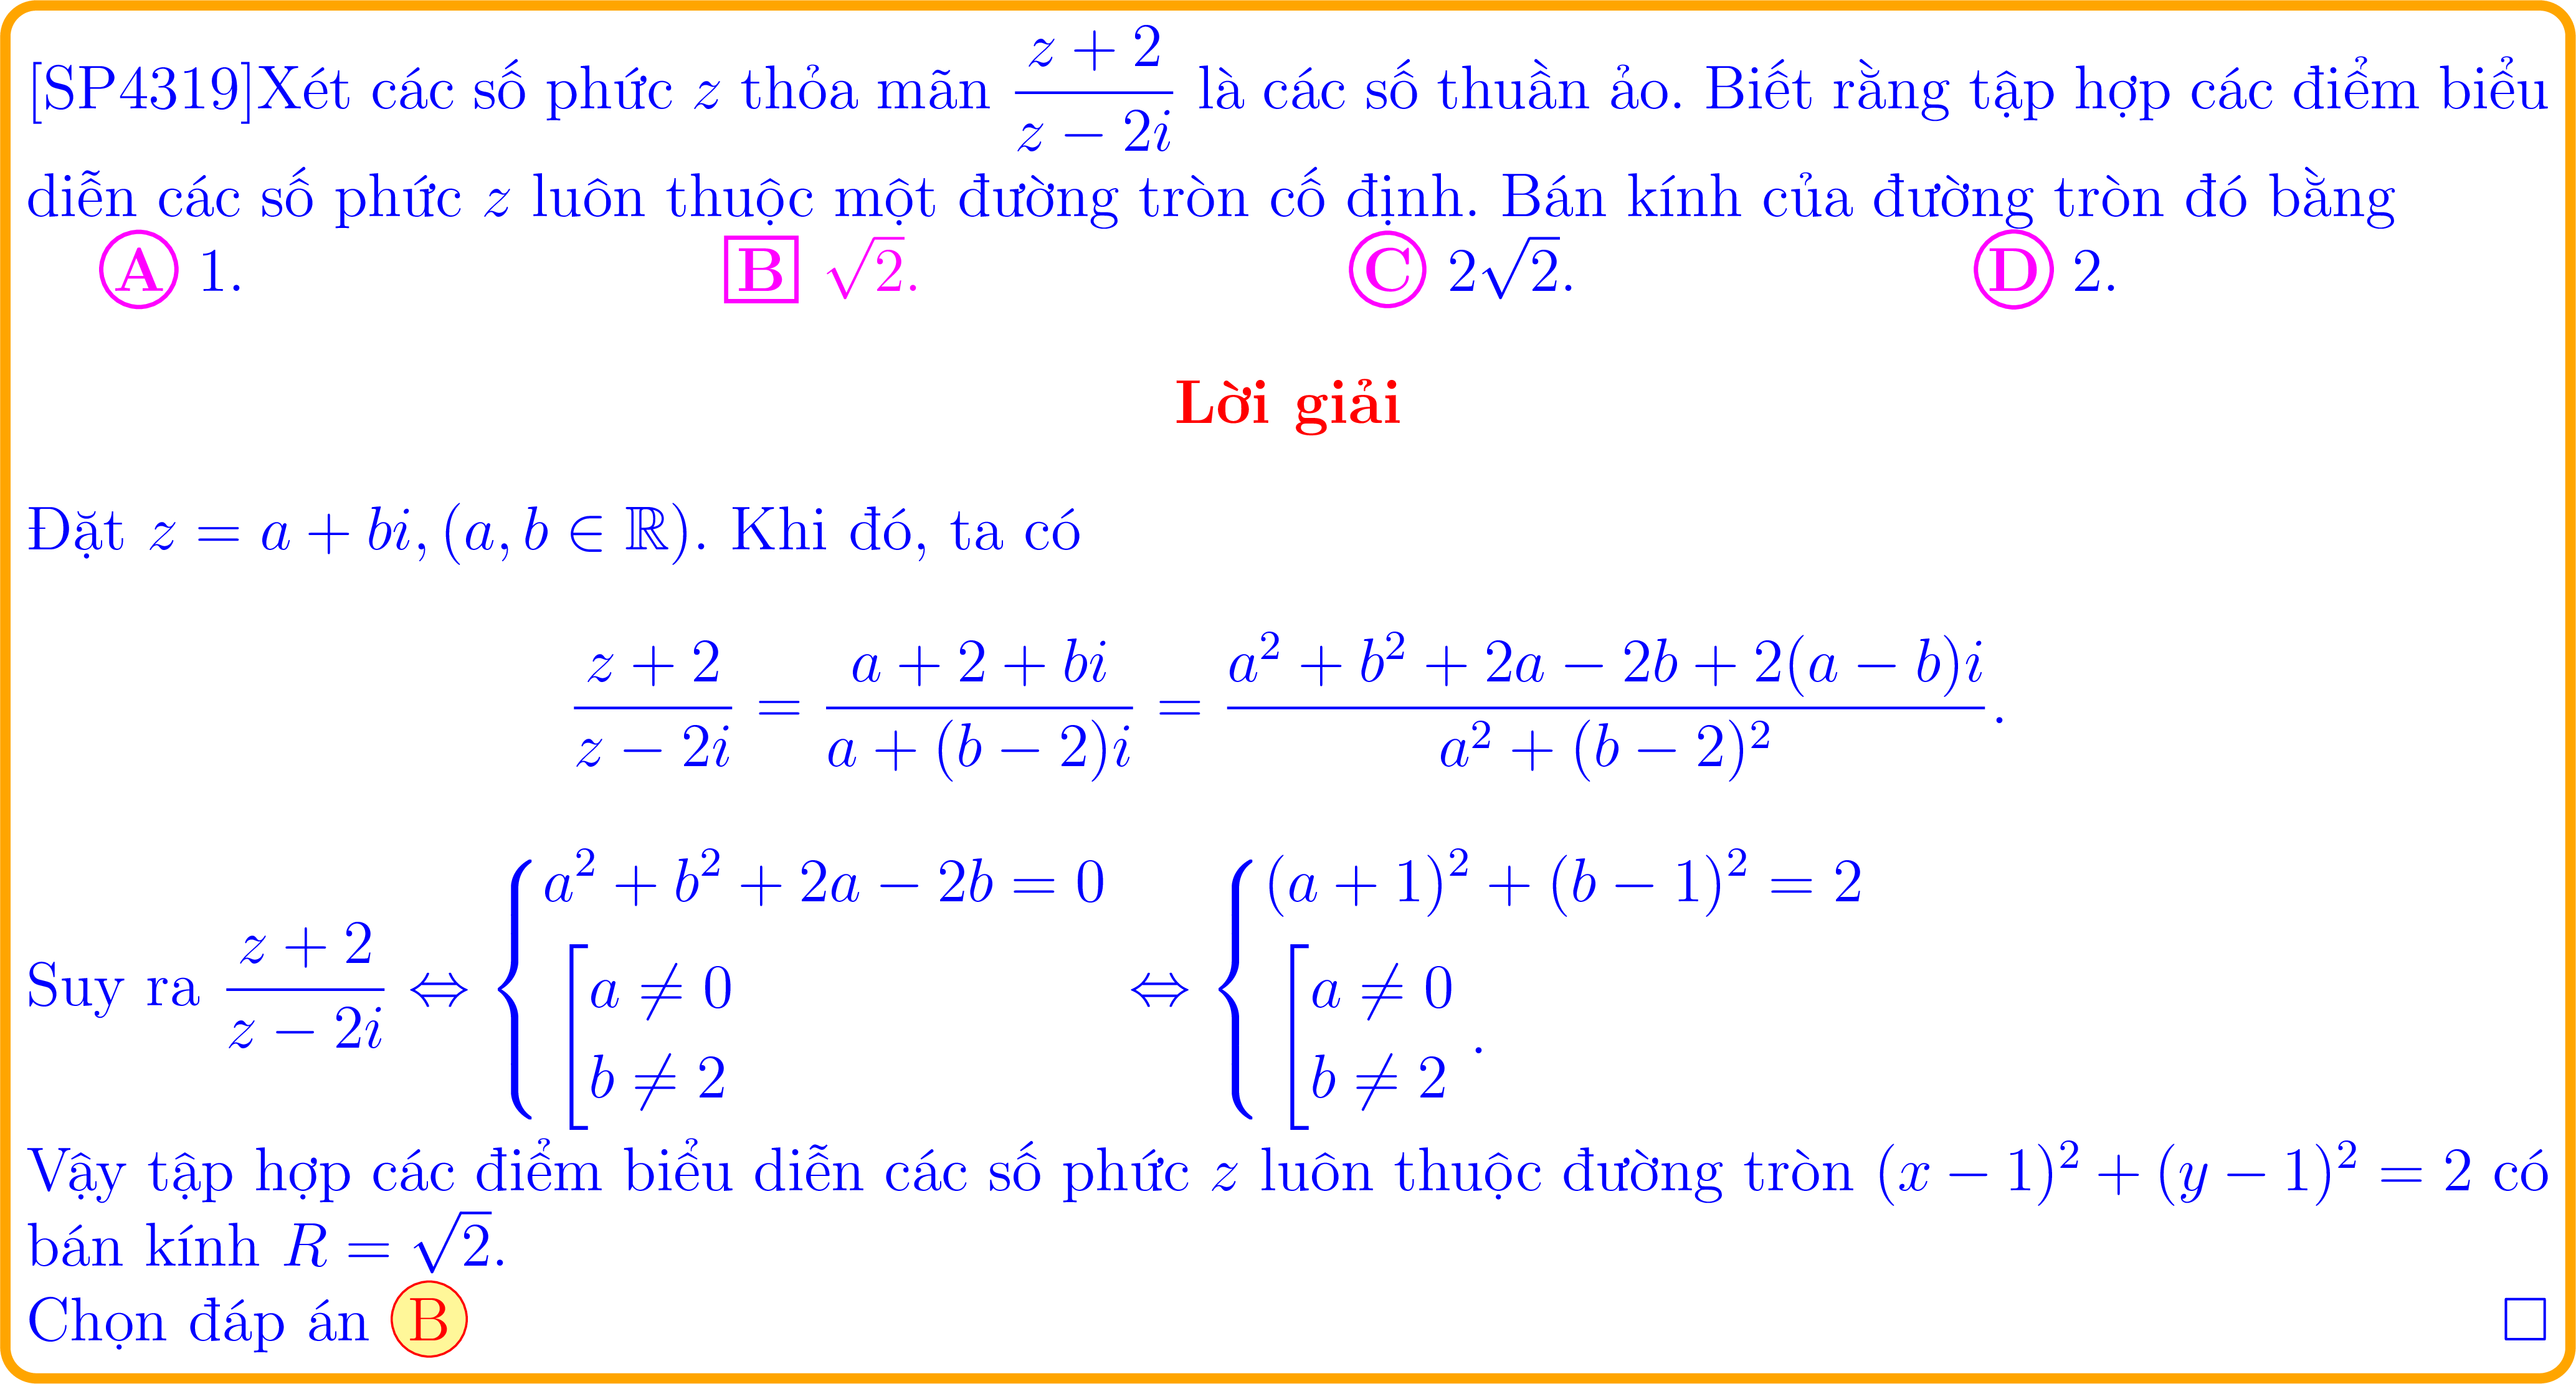 [SP4319]Xét các số phức $z$ thỏa mãn $\dfrac{z+2}{z-2i}$ là các số thuần ảo. Biết rằng tập hợp các điểm biểu
diễn các số phức $z$ luôn thuộc một đường tròn cố định. Bán kính của đường tròn đó bằng
A 1. B $\sqrt{2}$. C $2\sqrt{2}$. D 2.
Lời giải
Đặt $z = a + bi, (a, b \in \mathbb{R})$. Khi đó, ta có
$\dfrac{z+2}{z-2i} = \dfrac{a+2+bi}{a+(b-2)i} = \dfrac{a^2+b^2+2a-2b+2(a-b)i}{a^2+(b-2)^2}.$
Suy ra $\dfrac{z+2}{z-2i} \Leftrightarrow \begin{cases} a^2+b^2+2a-2b=0 \\ \left[\begin{array}{l} a \neq 0 \\ b \neq 2 \end{array}\right. \end{cases} \Leftrightarrow \begin{cases} (a+1)^2+(b-1)^2=2 \\ \left[\begin{array}{l} a \neq 0 \\ b \neq 2 \end{array}\right. \end{cases}.$
Vậy tập hợp các điểm biểu diễn các số phức $z$ luôn thuộc đường tròn $(x-1)^2+(y-1)^2=2$ có
bán kính $R = \sqrt{2}$.
Chọn đáp án B □